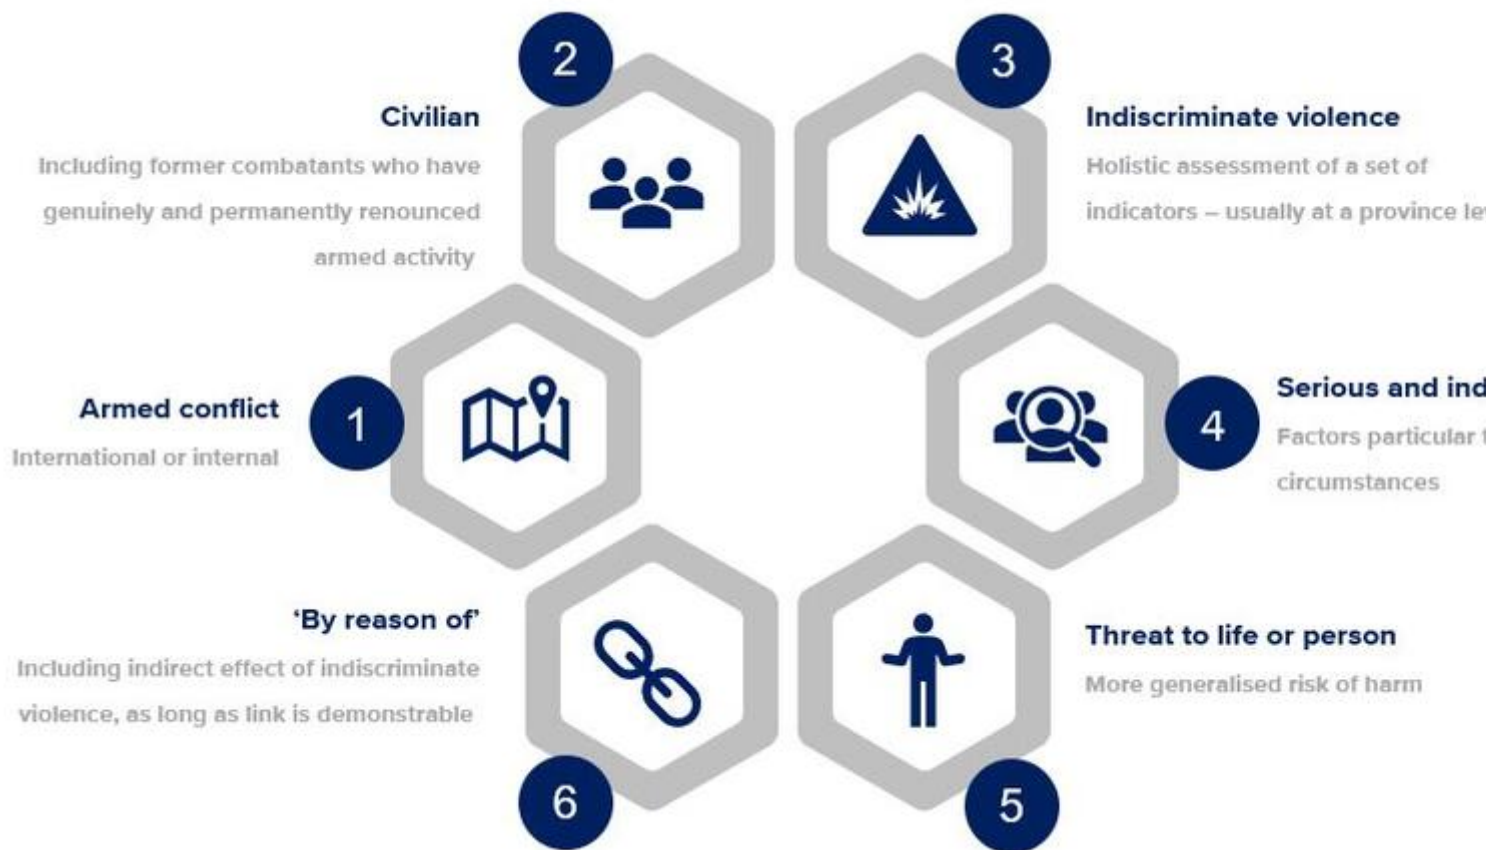 2
Civilian
Including former combatants who have
genuinely and permanently renounced
armed activity
3
Indiscriminate violence
Holistic assessment of a set of
indicators – usually at a province
1
Armed conflict
International or internal
4
Serious and
Factors particular
circumstances
6
‘By reason of’
Including indirect effect of indiscriminate
violence, as long as link is demonstrable
5
Threat to life or person
More generalised risk of harm